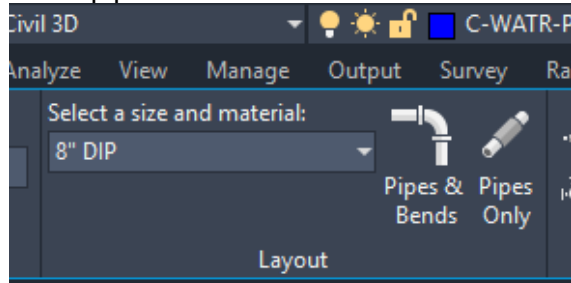 Civil 3D
C-WATR-P
Analyze View Manage Output Survey Ra
Select a size and material:
8" DIP
Pipes & Bends
Pipes Only
Layout